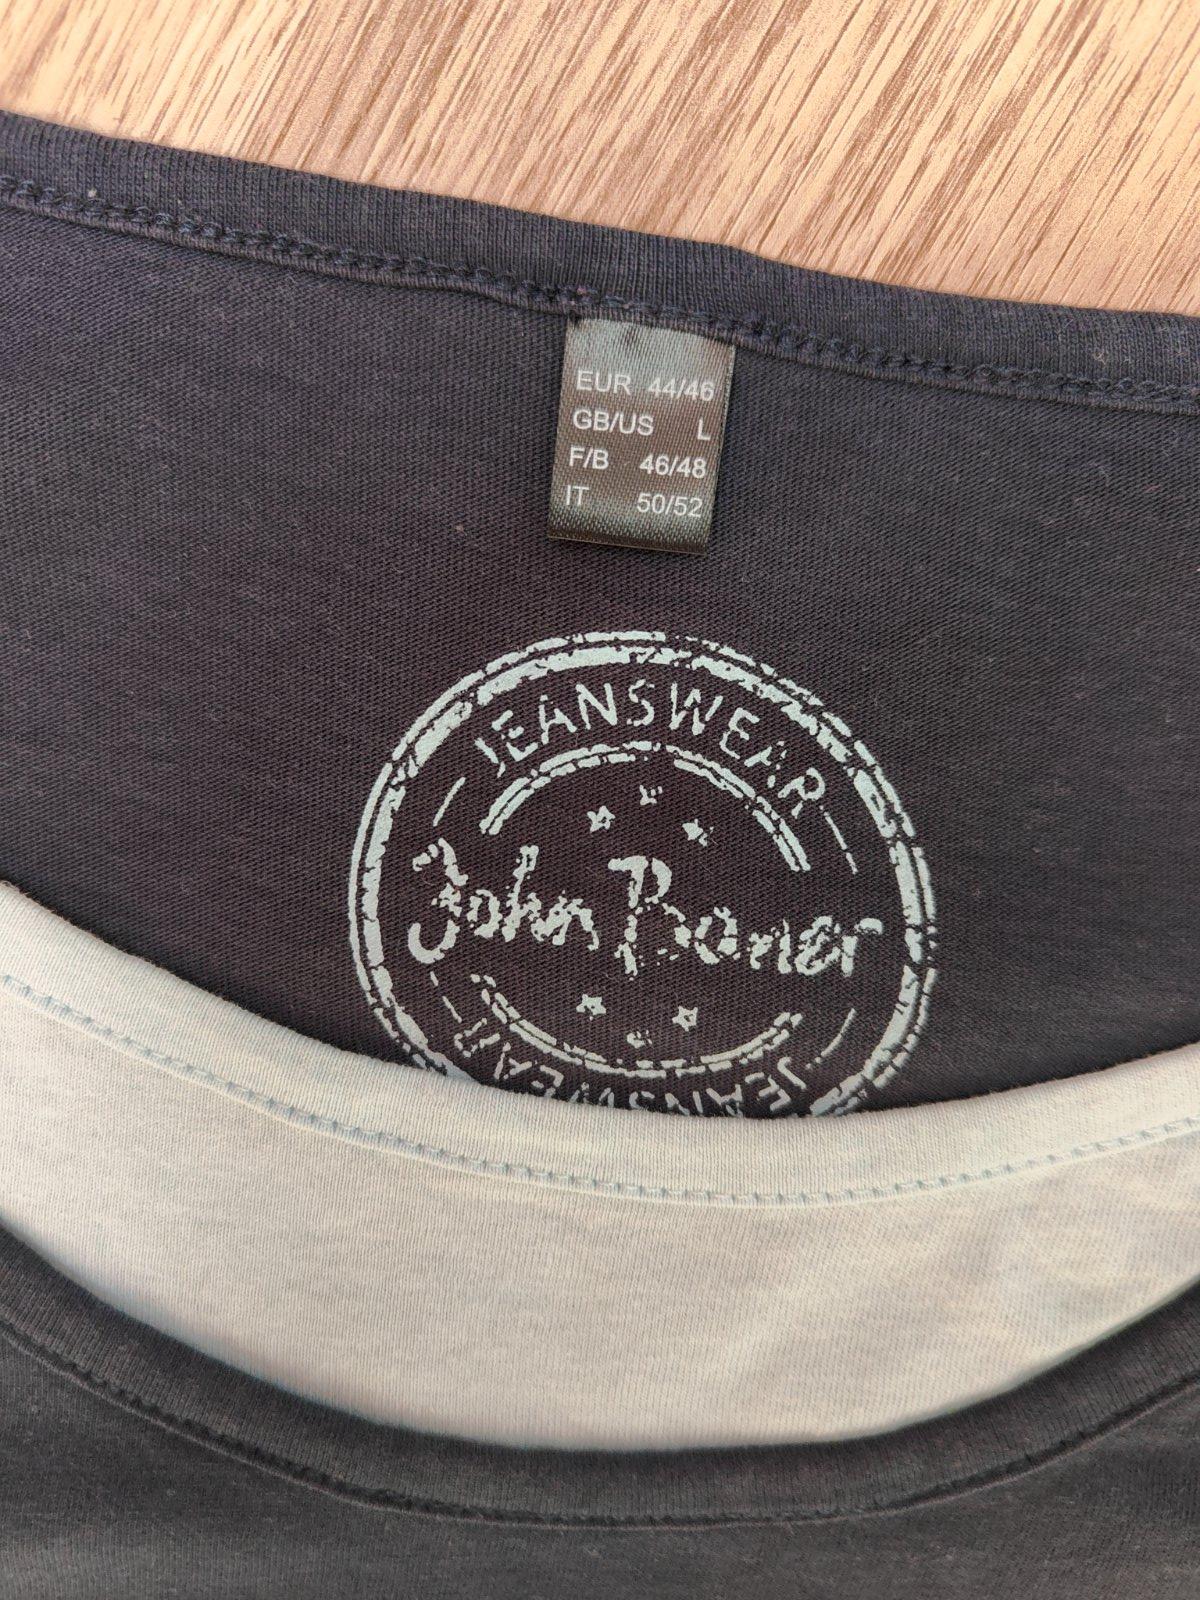 EUR 44/46
GB/US L
F/B 46/48
IT 50/52
JEANSWEAR
John Boner
JEANSWEAR